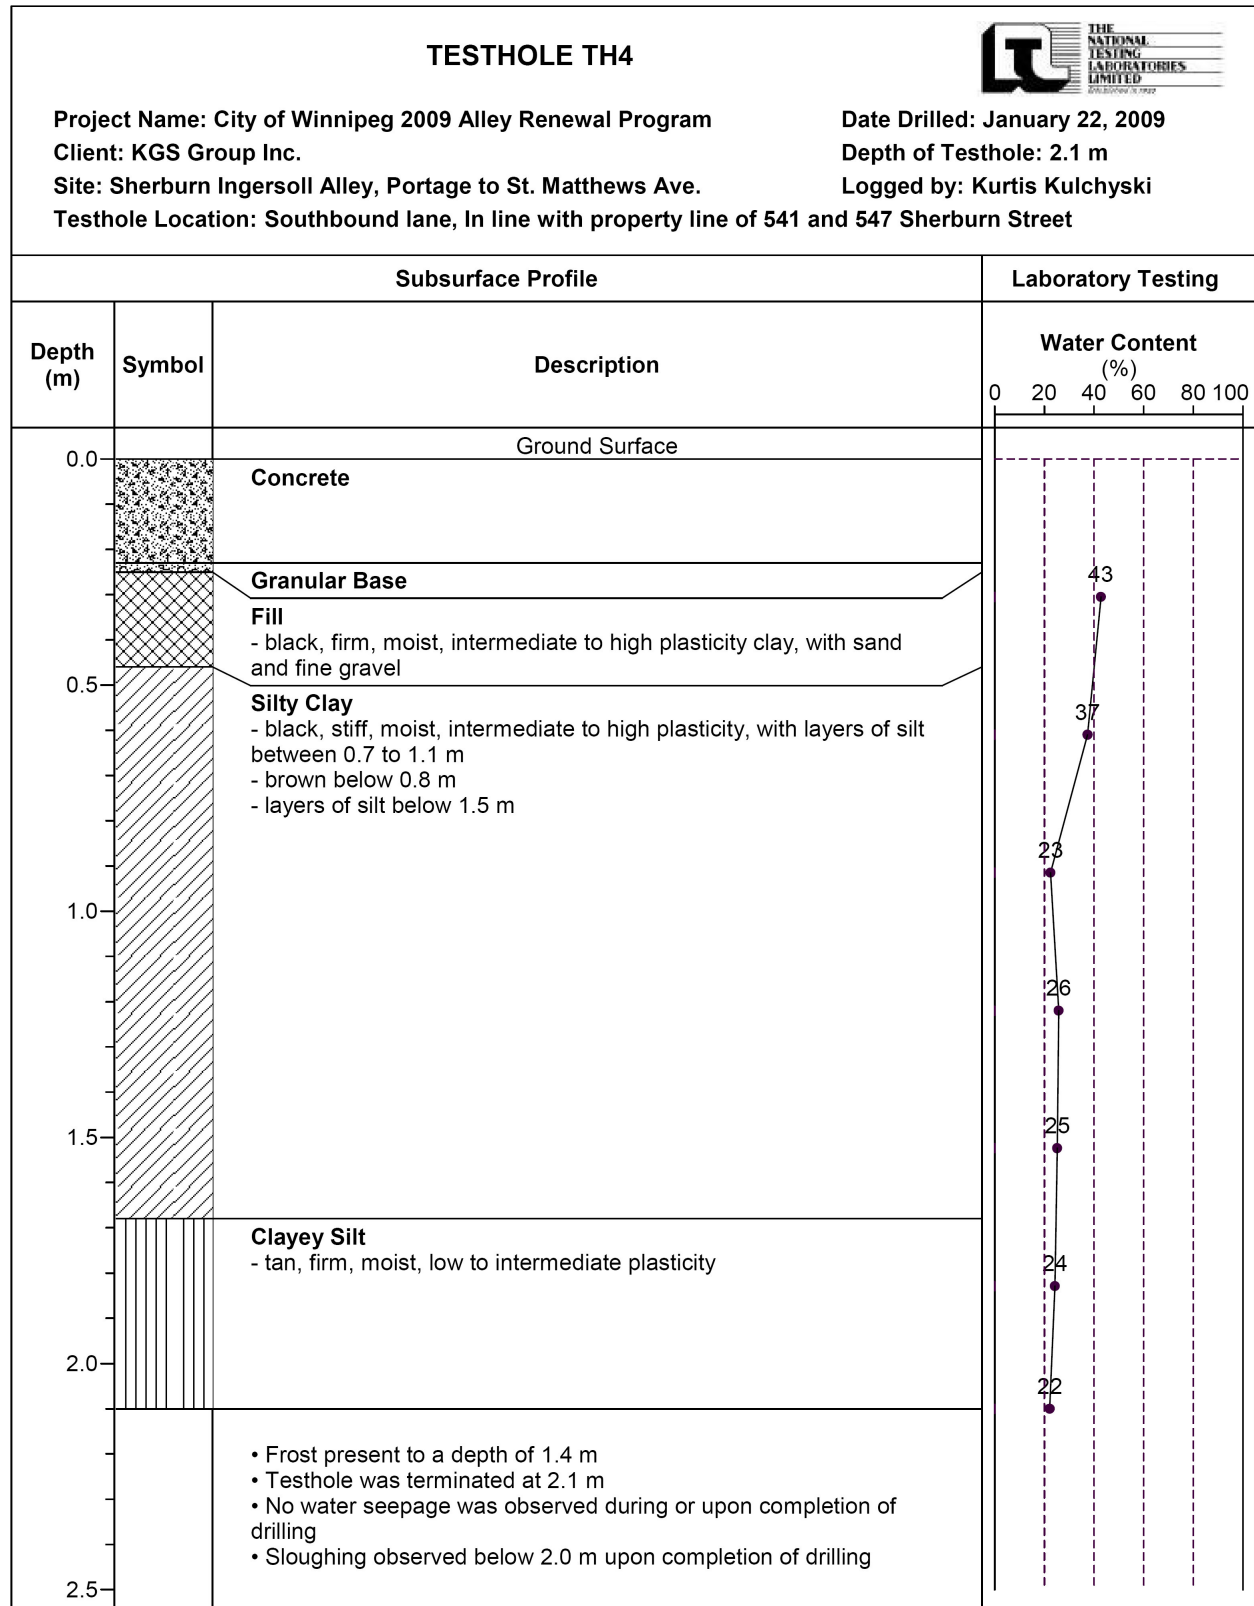 TESTHOLE TH4
THE
NATIONAL
TESTING
LABORATORIES
LIMITED
Established in 1923
Project Name: City of Winnipeg 2009 Alley Renewal Program
Date Drilled: January 22, 2009
Client: KGS Group Inc.
Depth of Testhole: 2.1 m
Site: Sherburn Ingersoll Alley, Portage to St. Matthews Ave.
Logged by: Kurtis Kulchyski
Testhole Location: Southbound lane, In line with property line of 541 and 547 Sherburn Street
Subsurface Profile
Laboratory Testing
Depth
(m)
Symbol
Description
Water Content
(%)
0 20 40 60 80 100
Ground Surface
0.0
Concrete
Granular Base
43
Fill
- black, firm, moist, intermediate to high plasticity clay, with sand
and fine gravel
0.5
Silty Clay
- black, stiff, moist, intermediate to high plasticity, with layers of silt
between 0.7 to 1.1 m
- brown below 0.8 m
- layers of silt below 1.5 m
37
23
1.0
26
25
1.5
Clayey Silt
- tan, firm, moist, low to intermediate plasticity
24
2.0
22
• Frost present to a depth of 1.4 m
• Testhole was terminated at 2.1 m
• No water seepage was observed during or upon completion of
drilling
• Sloughing observed below 2.0 m upon completion of drilling
2.5